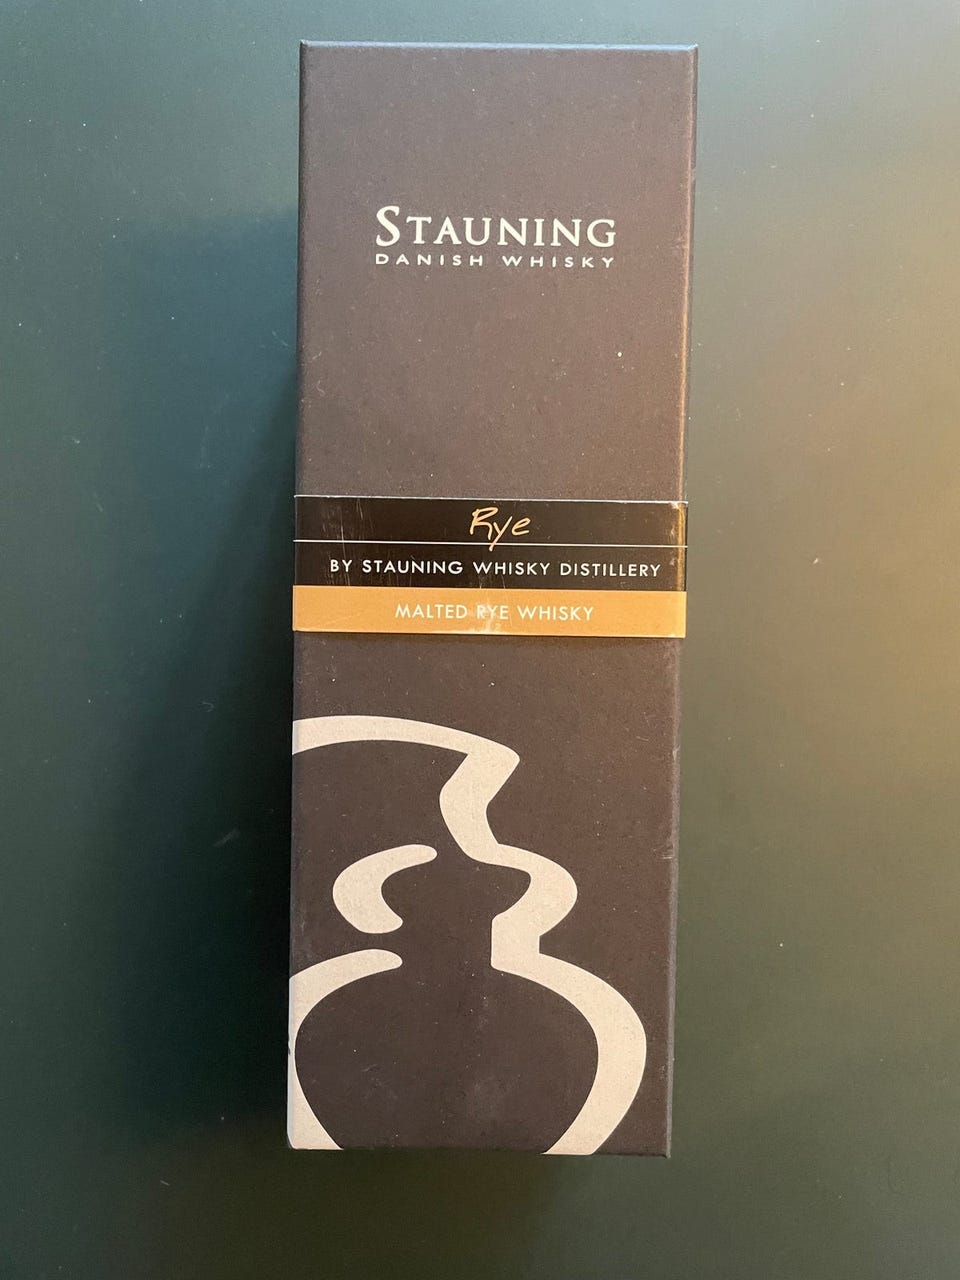 STAUNING
DANISH WHISKY
Rye
BY STAUNING WHISKY DISTILLERY
MALTED RYE WHISKY